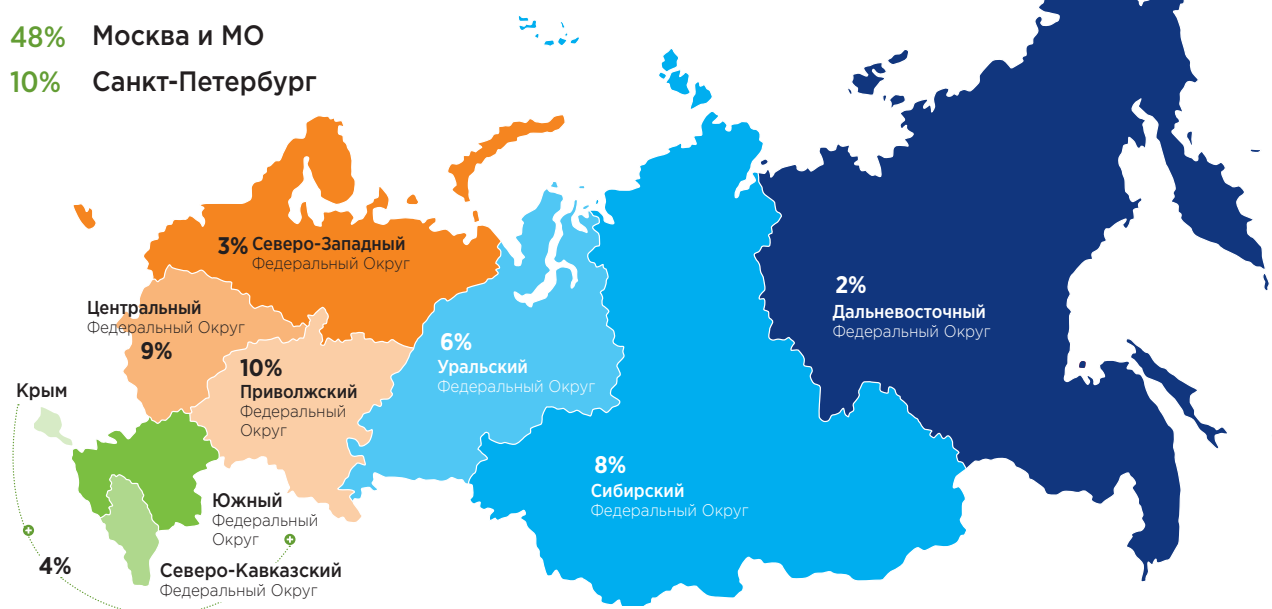 48% Москва и МО
10% Санкт-Петербург
3% Северо-Западный
Федеральный Округ
Центральный
Федеральный Округ
9%
10%
Приволжский
Федеральный
Округ
6%
Уральский
Федеральный Округ
2%
Дальневосточный
Федеральный Округ
8%
Сибирский
Федеральный Округ
Крым
Южный
Федеральный
Округ
4%
Северо-Кавказский
Федеральный Округ